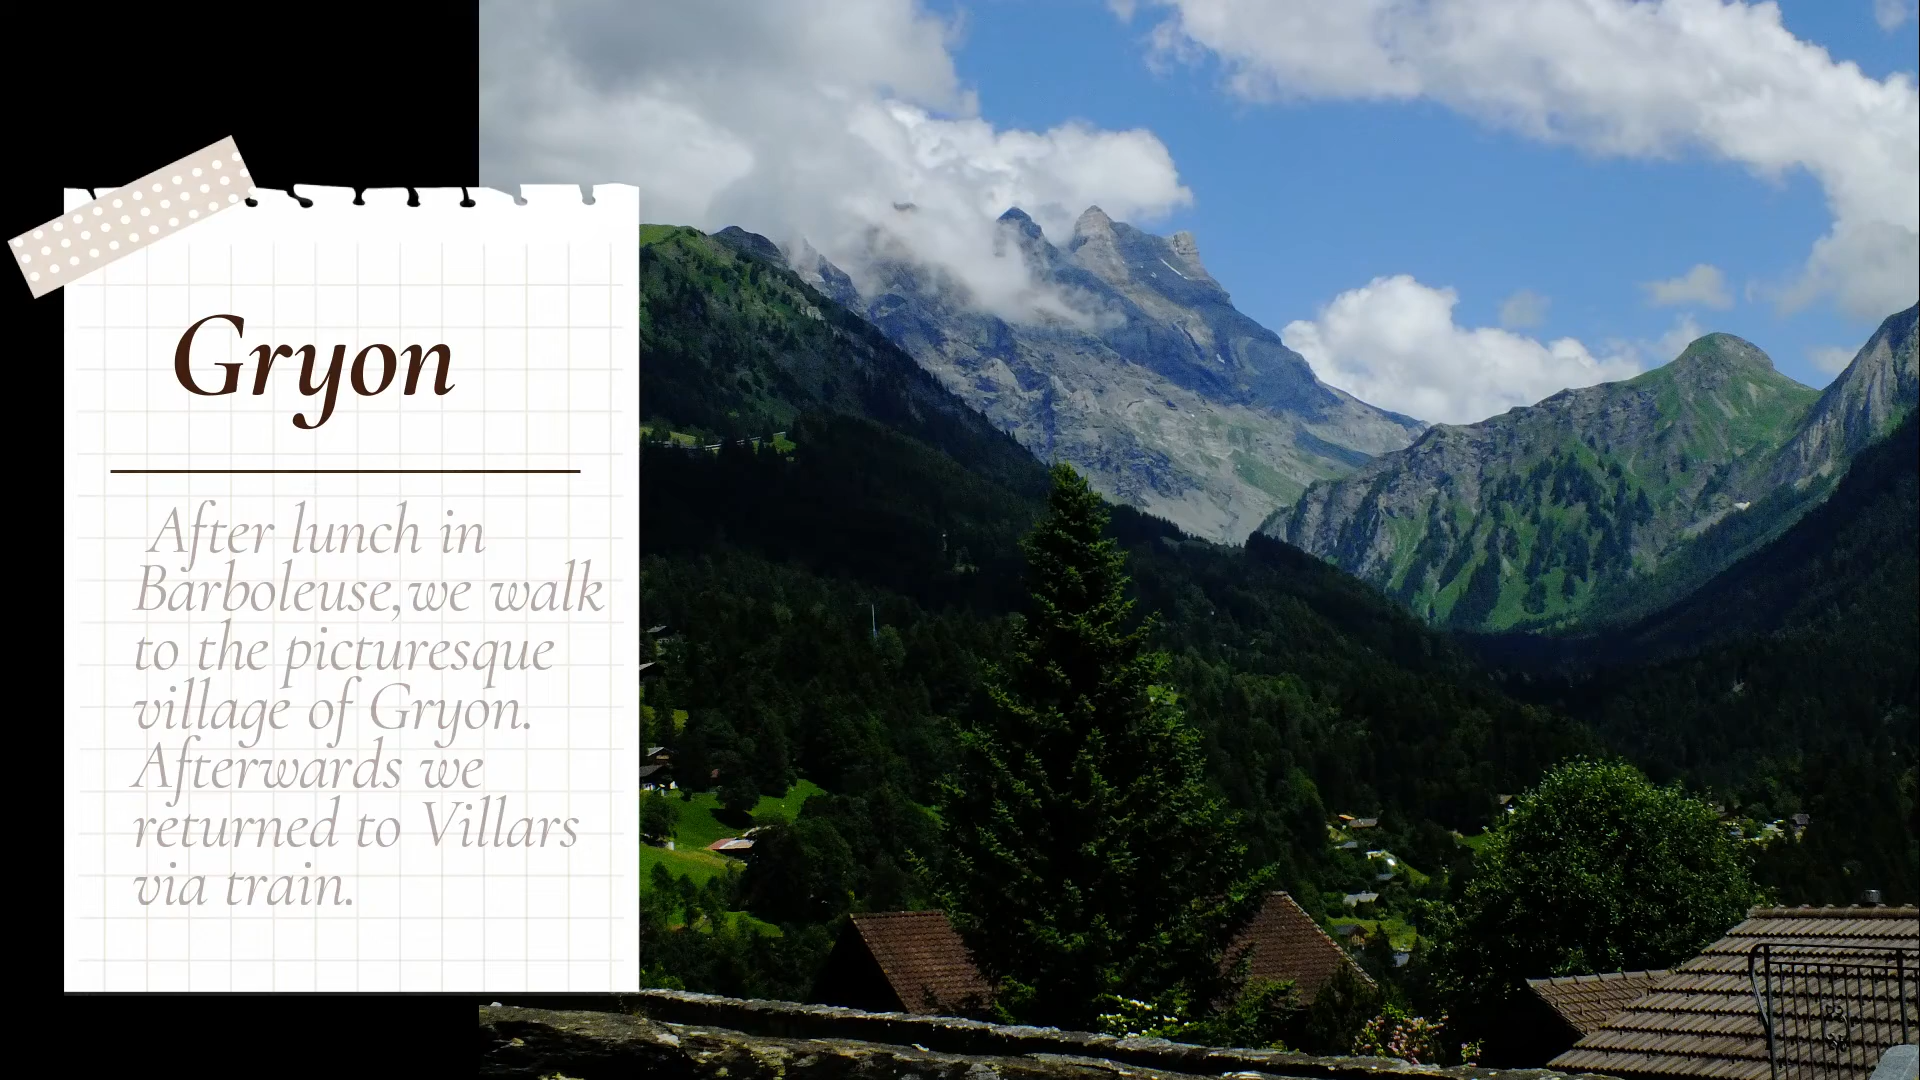 Gryon
After lunch in
Barboleuse,we walk
to the picturesque
village of Gryon.
Afterwards we
returned to Villars
via train.